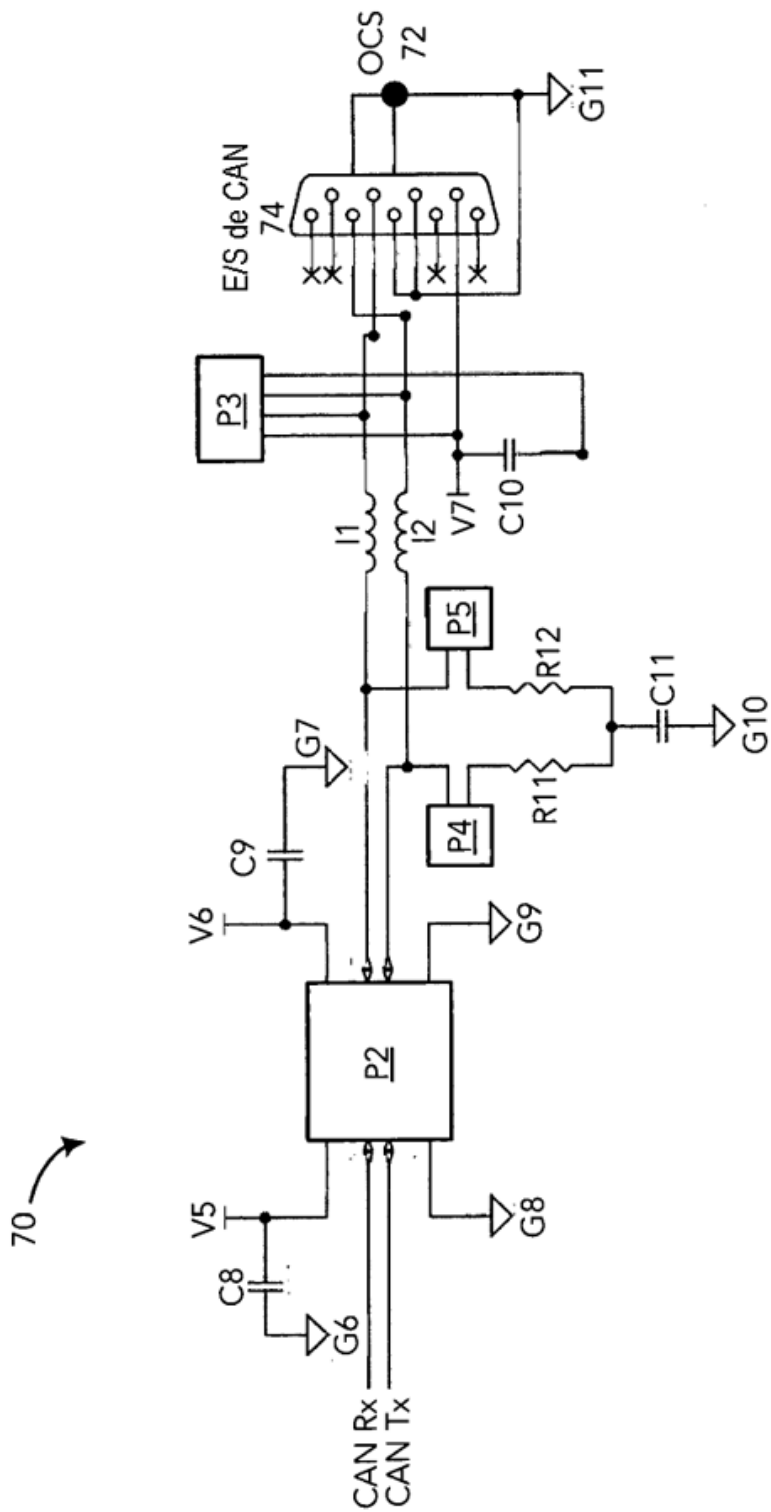 70
CAN Rx
CAN Tx
G6
C8
V5
G8
P2
V6
C9
G7
G9
P4
P5
R11
R12
C11
G10
I1
I2
V7
C10
P3
E/S de CAN
74
OCS
72
G11